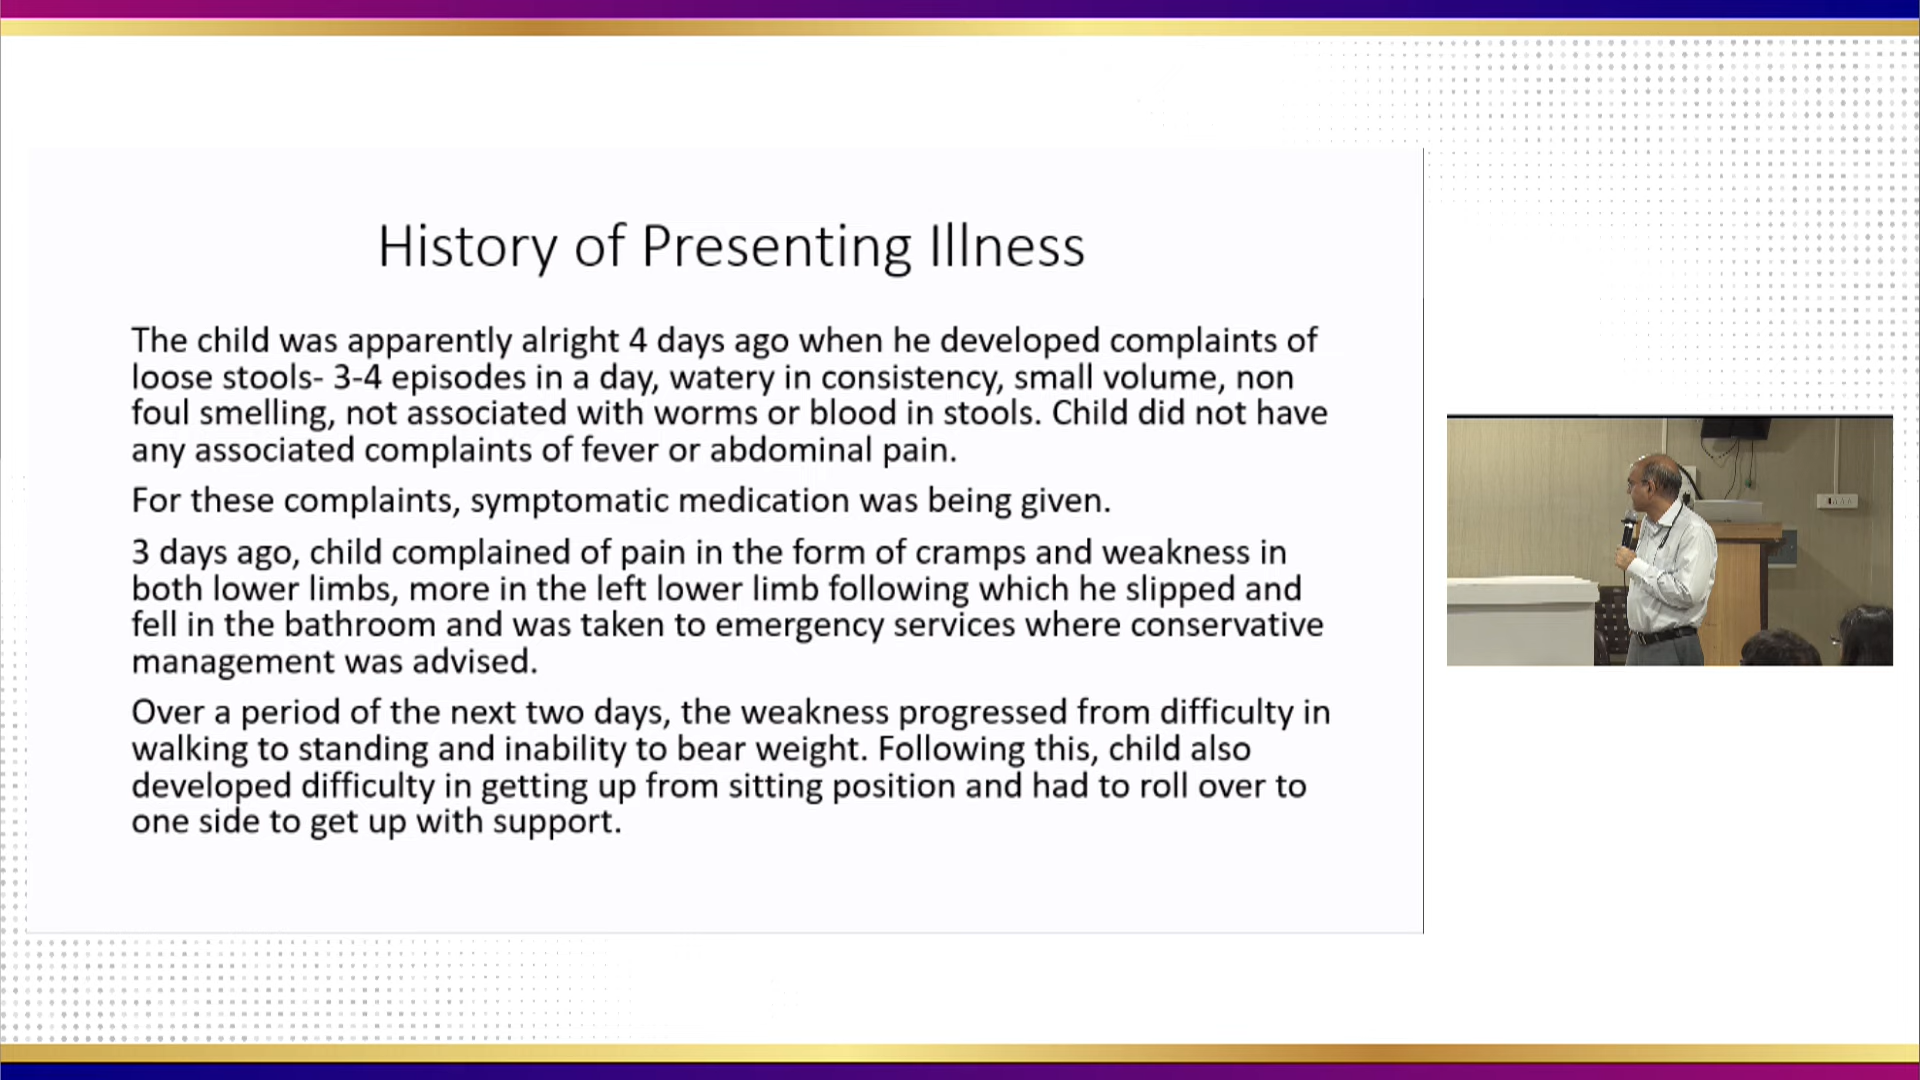 History of Presenting Illness
The child was apparently alright 4 days ago when he developed complaints of
loose stools- 3-4 episodes in a day, watery in consistency, small volume, non
foul smelling, not associated with worms or blood in stools. Child did not have
any associated complaints of fever or abdominal pain.
For these complaints, symptomatic medication was being given.
3 days ago, child complained of pain in the form of cramps and weakness in
both lower limbs, more in the left lower limb following which he slipped and
fell in the bathroom and was taken to emergency services where conservative
management was advised.
Over a period of the next two days, the weakness progressed from difficulty in
walking to standing and inability to bear weight. Following this, child also
developed difficulty in getting up from sitting position and had to roll over to
one side to get up with support.